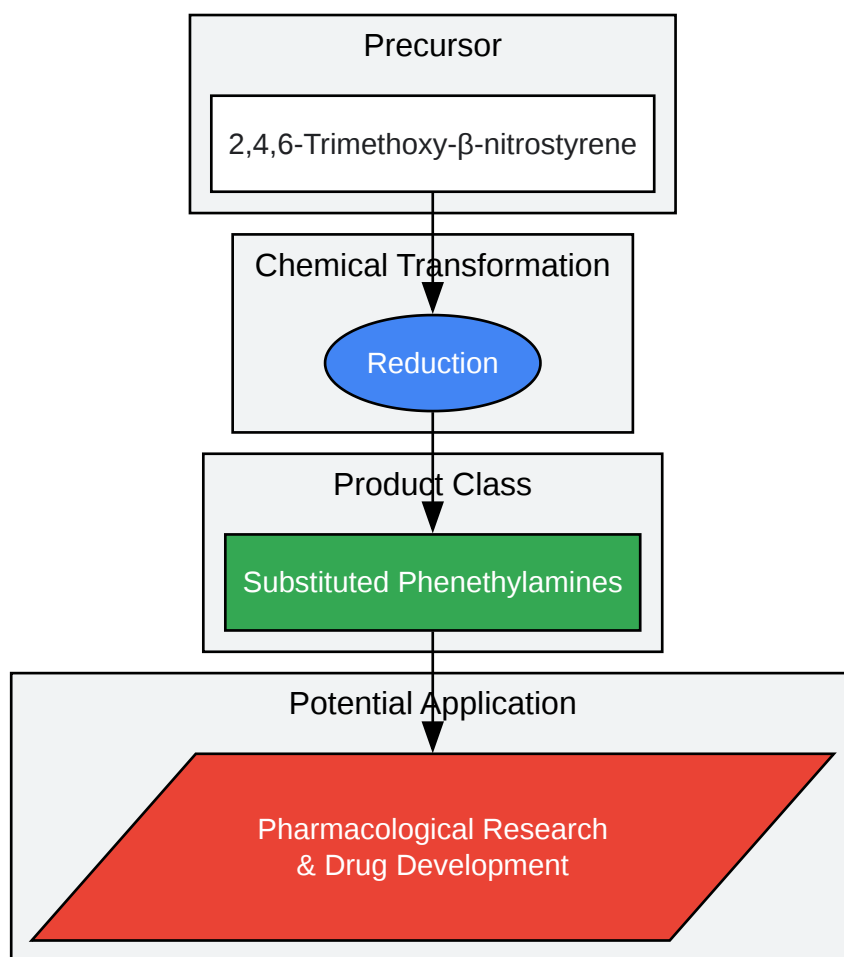 Precursor
2,4,6-Trimethoxy-β-nitrostyrene
Chemical Transformation
Reduction
Product Class
Substituted Phenethylamines
Potential Application
Pharmacological Research
& Drug Development